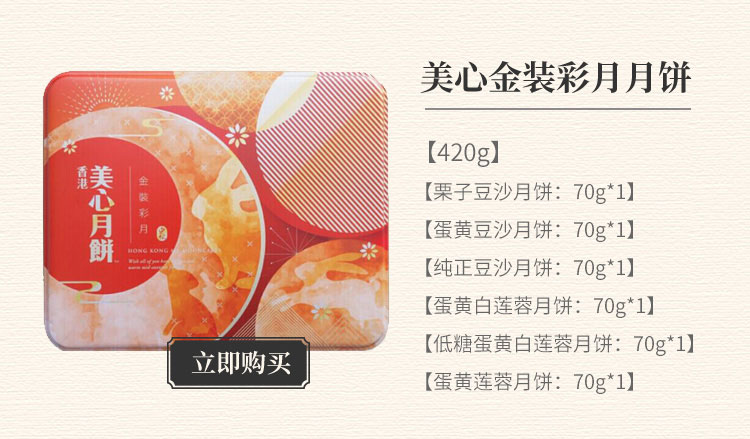 美心金装彩月月饼
【420g】
【栗子豆沙月饼：70g*1】
【蛋黄豆沙月饼：70g*1】
【纯正豆沙月饼：70g*1】
【蛋黄白莲蓉月饼：70g*1】
【低糖蛋黄白莲蓉月饼：70g*1】
【蛋黄莲蓉月饼：70g*1】
香港
美心月餅
金裝彩月
HONG KONG
立即购买